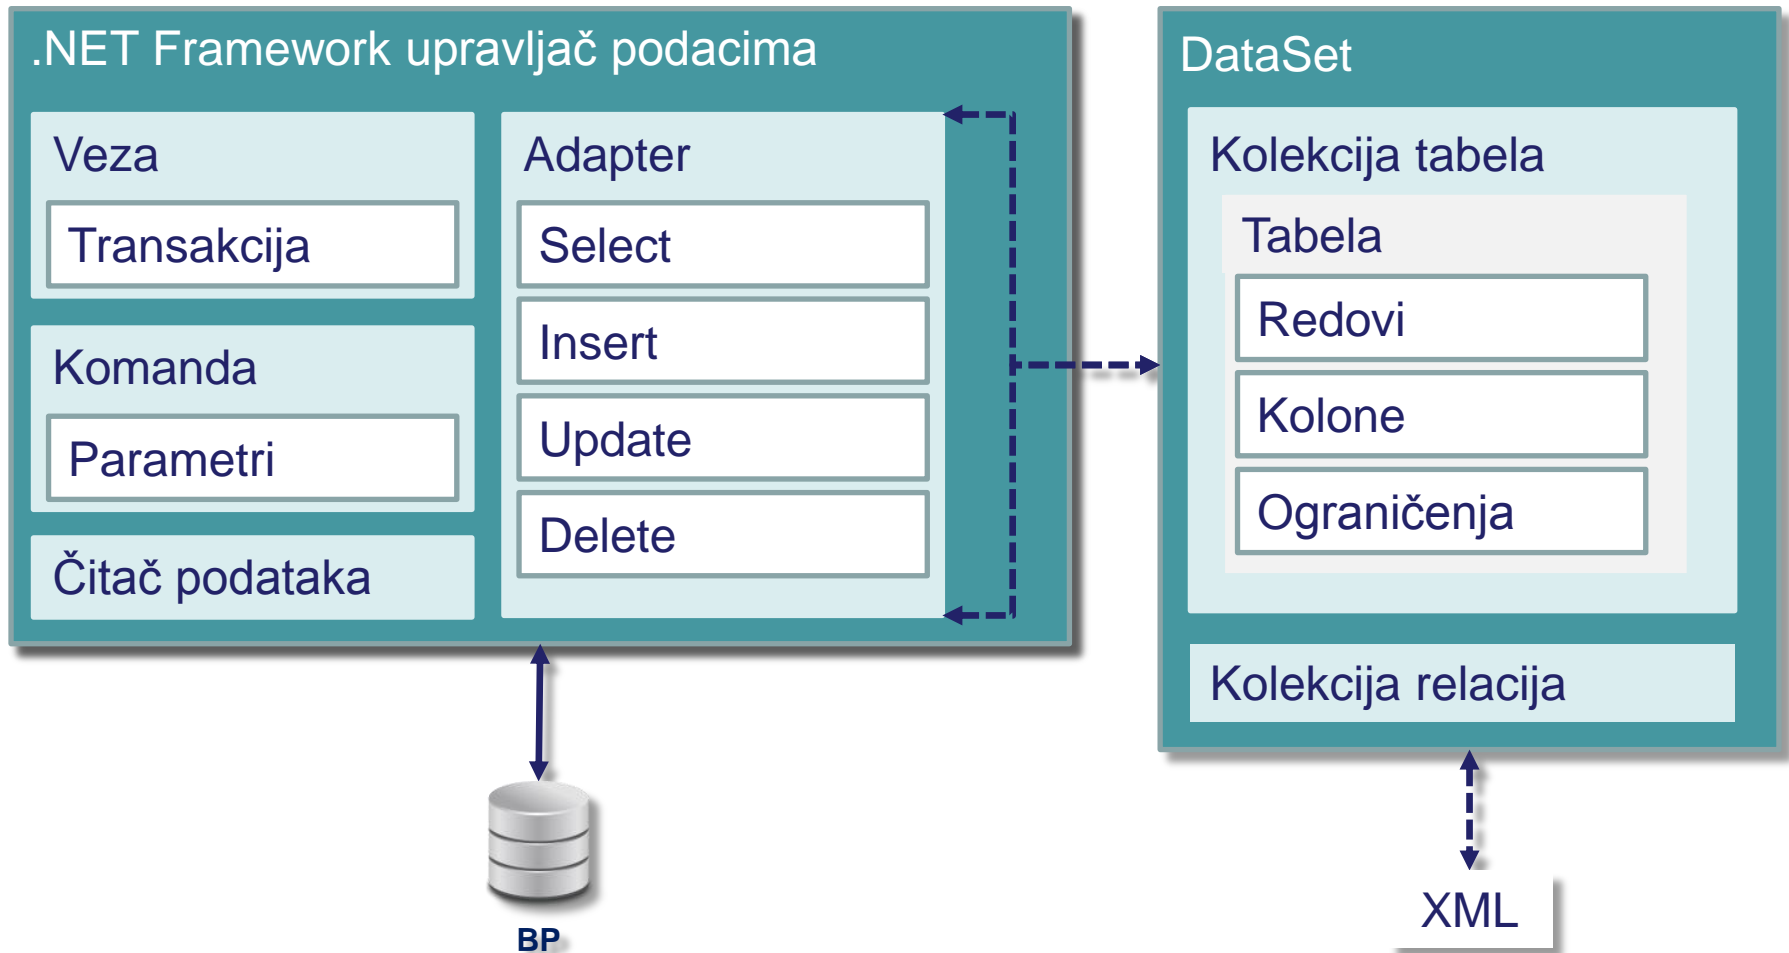 .NET Framework upravljač podacima
Veza
Transakcija
Komanda
Parametri
Čitač podataka
Adapter
Select
Insert
Update
Delete
BP
DataSet
Kolekcija tabela
Tabela
Redovi
Kolone
Ograničenja
Kolekcija relacija
XML